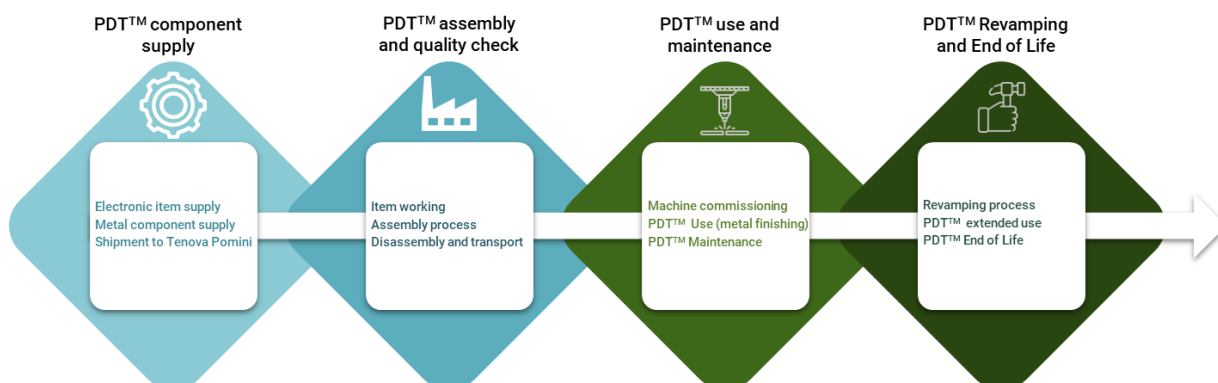 PDT™ component
supply
Electronic item supply
Metal component supply
Shipment to Tenova Pomini
PDT™ assembly
and quality check
Item working
Assembly process
Disassembly and transport
PDT™ use and
maintenance
Machine commissioning
PDT™ Use (metal finishing)
PDT™ Maintenance
PDT™ Revamping
and End of Life
Revamping process
PDT™ extended use
PDT™ End of Life